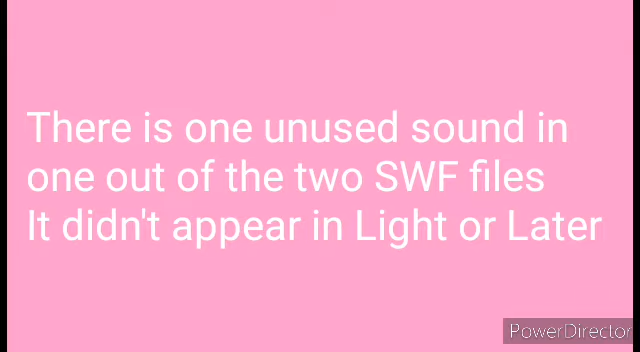 There is one unused sound in
one out of the two SWF files
It didn't appear in Light or Later
PowerDirector